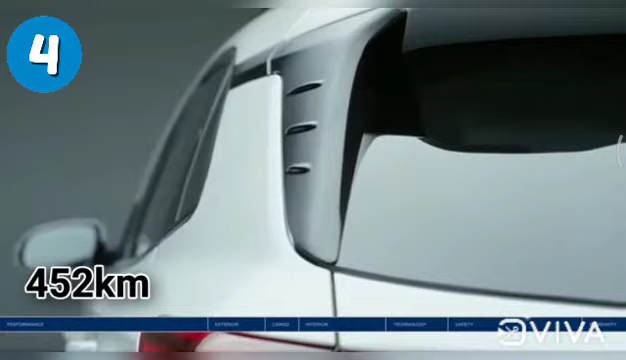 4
452km
PERFORMANCE EXTERIOR CARGO INTERIOR TECHNOLOGY SAFETY
VIVA